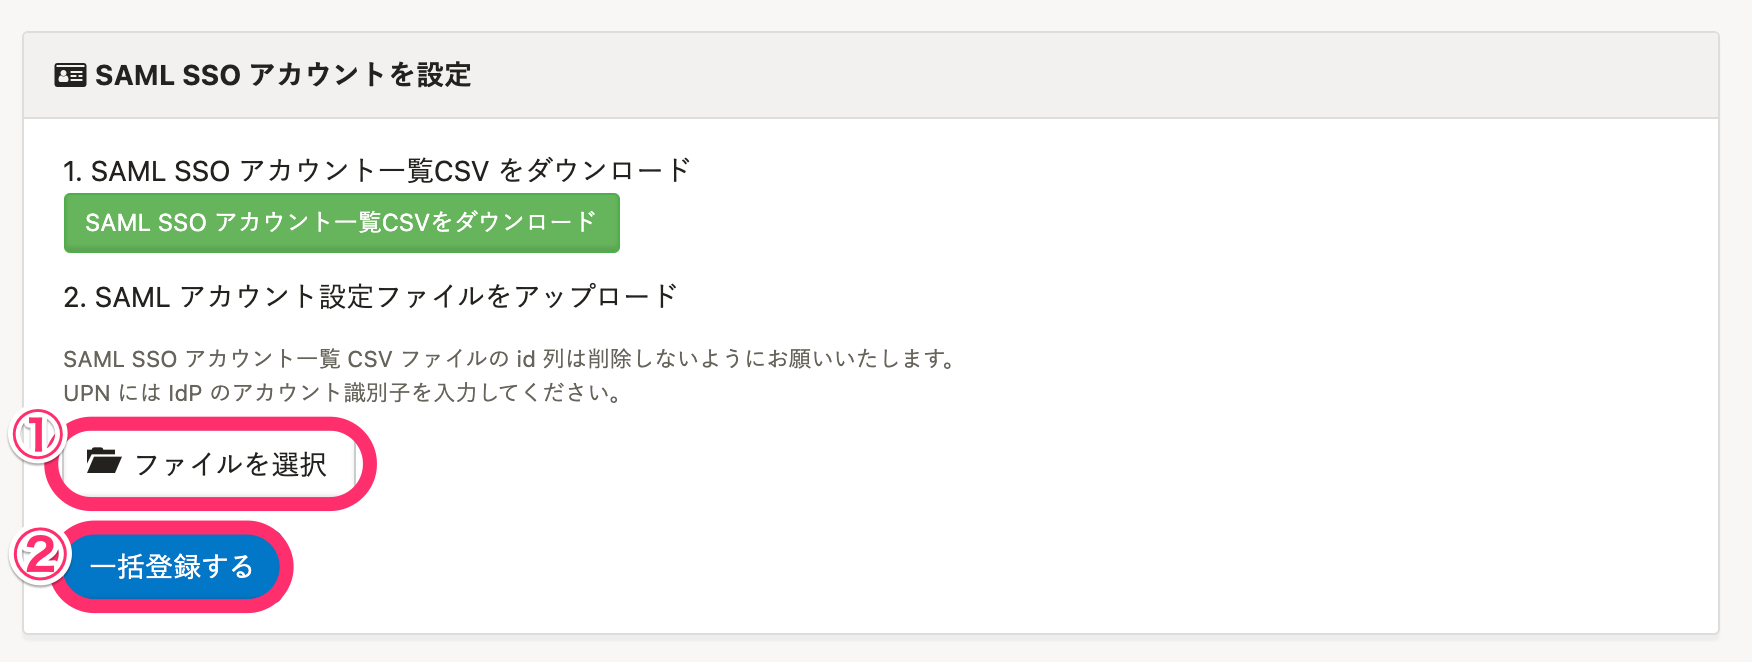 SAML SSO アカウントを設定
1. SAML SSO アカウント一覧CSV をダウンロード
SAML SSO アカウント一覧CSVをダウンロード
2. SAML アカウント設定ファイルをアップロード
SAML SSO アカウント一覧 CSV ファイルの id 列は削除しないようにお願いいたします。
UPN には IdP のアカウント識別子を入力してください。
① ファイルを選択
② 一括登録する